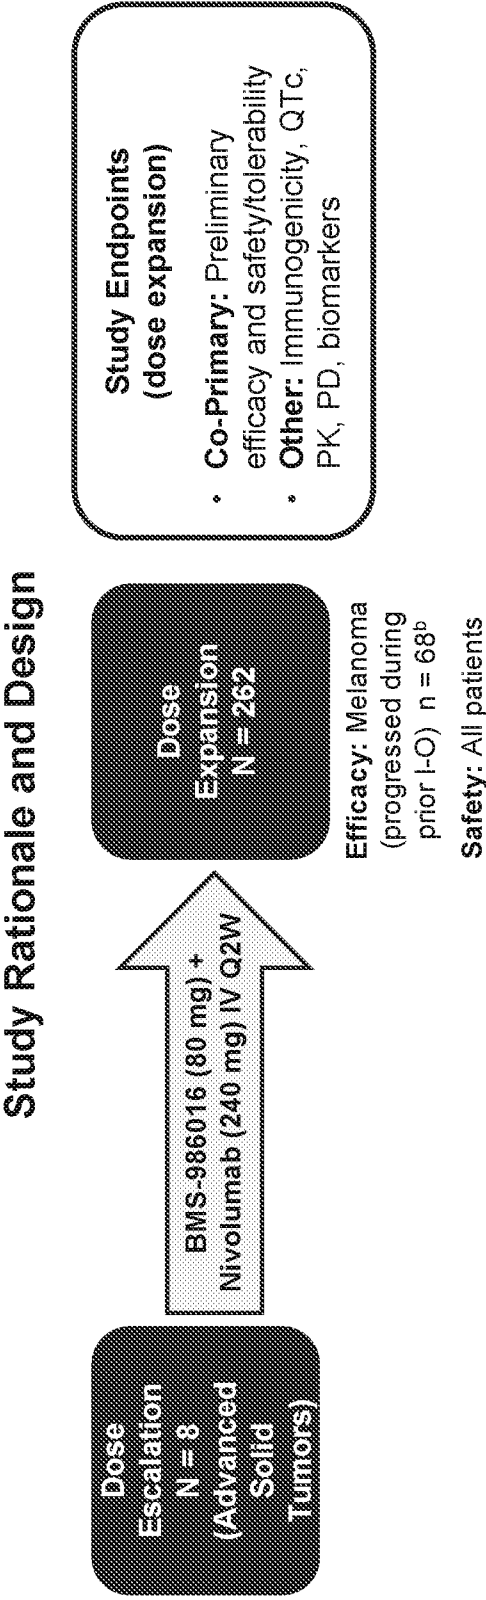 Study Rationale and Design
Dose
Escalation
N = 8
(Advanced
Solid
Tumors)
BMS-986016 (80 mg) +
Nivolumab (240 mg) IV Q2W
Dose
Expansion
N = 262
Efficacy: Melanoma
(progressed during
prior I-O) n = 68b
Safety: All patients
Study Endpoints
(dose expansion)
• Co-Primary: Preliminary
efficacy and safety/tolerability
• Other: Immunogenicity, QTc,
PK, PD, biomarkers